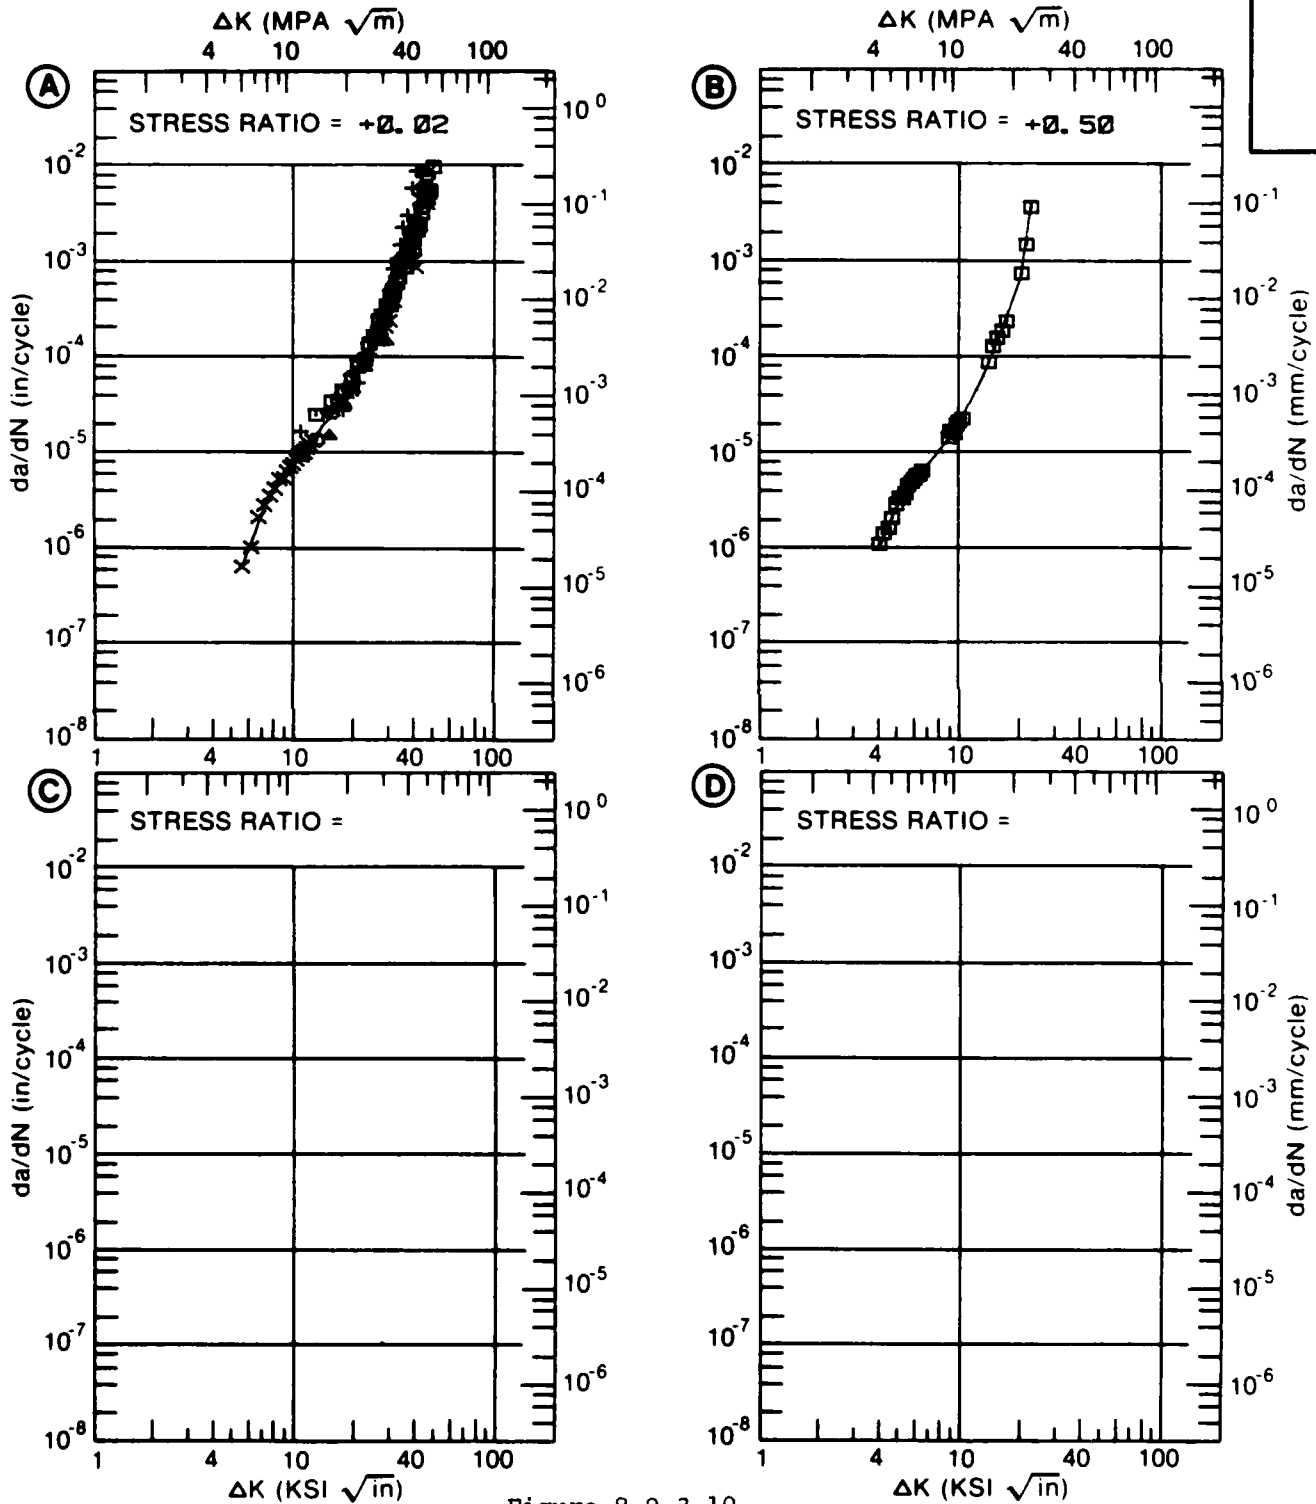 ΔK (MPA √m)
4 10 40 100
ΔK (MPA √m)
4 10 40 100
A
STRESS RATIO = +0.02
10^0
10^-2
10^-1
10^-3
10^-2
10^-4
10^-3
10^-5
10^-4
10^-6
10^-5
10^-7
10^-6
10^-8
da/dN (in/cycle)
1 4 10 40 100
B
STRESS RATIO = +0.50
10^-2
10^-1
10^-3
10^-2
10^-4
10^-3
10^-5
10^-4
10^-6
10^-5
10^-7
10^-6
10^-8
da/dN (mm/cycle)
1 4 10 40 100
C
STRESS RATIO =
10^0
10^-2
10^-1
10^-3
10^-2
10^-4
10^-3
10^-5
10^-4
10^-6
10^-5
10^-7
10^-6
10^-8
da/dN (in/cycle)
1 4 10 40 100
ΔK (KSI √in)
D
STRESS RATIO =
10^0
10^-2
10^-1
10^-3
10^-2
10^-4
10^-3
10^-5
10^-4
10^-6
10^-5
10^-7
10^-6
10^-8
da/dN (mm/cycle)
1 4 10 40 100
ΔK (KSI √in)